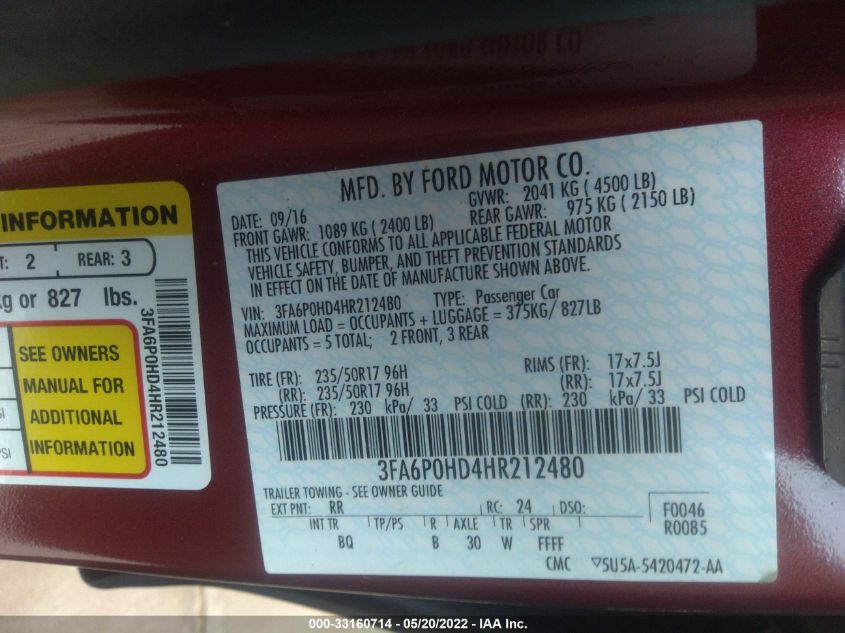 MFD. BY FORD MOTOR CO.
DATE: 09/16 GVWR: 2041 KG ( 4500 LB)
FRONT GAWR: 1089 KG ( 2400 LB) REAR GAWR: 975 KG ( 2150 LB)
THIS VEHICLE CONFORMS TO ALL APPLICABLE FEDERAL MOTOR
VEHICLE SAFETY, BUMPER, AND THEFT PREVENTION STANDARDS
IN EFFECT ON THE DATE OF MANUFACTURE SHOWN ABOVE.
VIN: 3FA6P0HD4HR212480 TYPE: Passenger Car
MAXIMUM LOAD = OCCUPANTS + LUGGAGE = 375KG/ 827LB
OCCUPANTS = 5 TOTAL; 2 FRONT, 3 REAR
TIRE (FR): 235/50R17 96H RIMS (FR): 17x7.5J
(RR): 235/50R17 96H (RR): 17x7.5J
PRESSURE (FR): 230 kPa/ 33 PSI COLD (RR): 230 kPa/ 33 PSI COLD
3FA6P0HD4HR212480
TRAILER TOWING - SEE OWNER GUIDE
EXT PNT: RR RC: 24 DSO: F0046
R0085
INT TR TP/PS R AXLE TR SPR
BQ B 30 W FFFF
CMC ▽5U5A-5420472-AA
INFORMATION
: 2 REAR: 3
kg or 827 lbs.
SEE OWNERS
MANUAL FOR
ADDITIONAL
INFORMATION
3FA6P0HD4HR212480
000-33160714 - 05/20/2022 - IAA Inc.